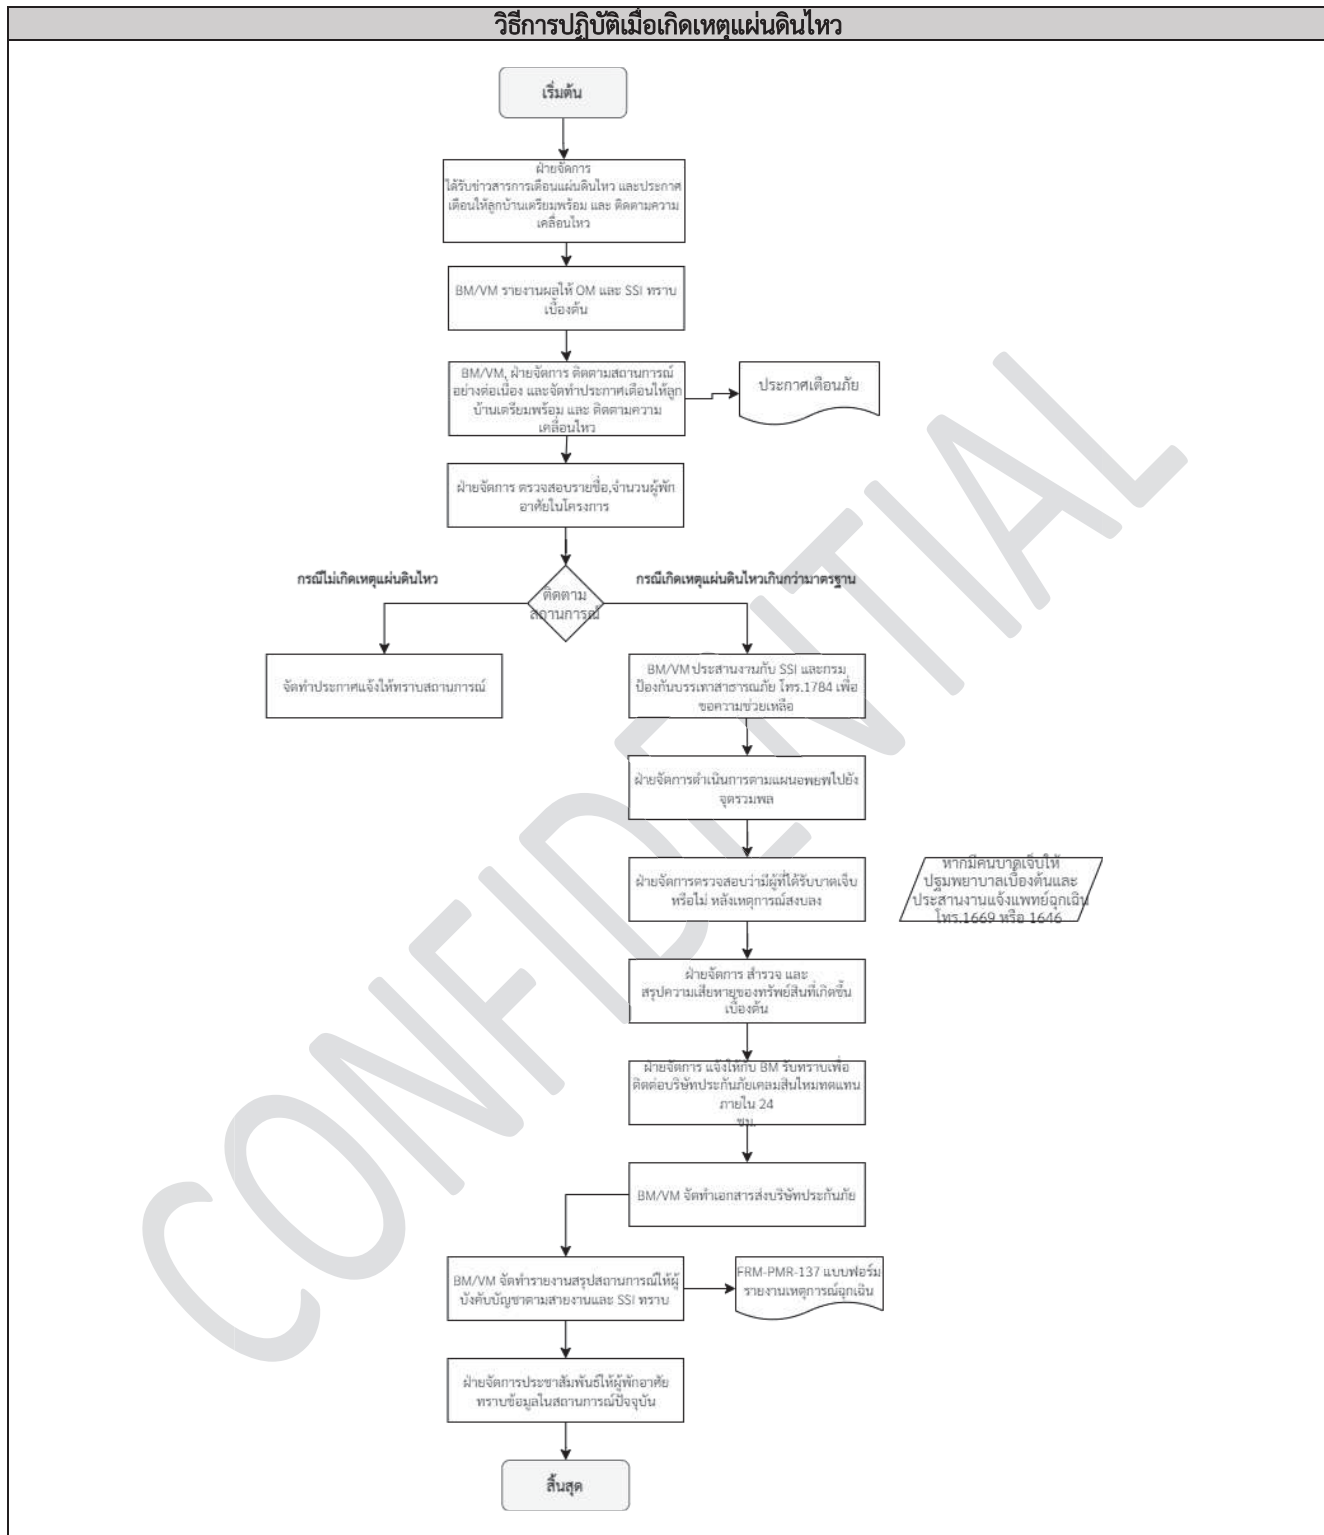 วิธีการปฏิบัติเมื่อเกิดเหตุแผ่นดินไหว
เริ่มต้น
ฝ่ายจัดการ
ได้รับข่าวสารการเตือนแผ่นดินไหว และประกาศ
เตือนให้ลูกบ้านเตรียมพร้อม และ ติดตามความ
เคลื่อนไหว
BM/VM รายงานผลให้ OM และ SSI ทราบ
เบื้องต้น
BM/VM, ฝ่ายจัดการ ติดตามสถานการณ์
อย่างต่อเนื่อง และจัดทำประกาศเตือนให้ลูก
บ้านเตรียมพร้อม และ ติดตามความ
เคลื่อนไหว
ประกาศเตือนภัย
ฝ่ายจัดการ ตรวจสอบรายชื่อ,จำนวนผู้พัก
อาศัยในโครงการ
กรณีไม่เกิดเหตุแผ่นดินไหว
กรณีเกิดเหตุแผ่นดินไหวเกินกว่ามาตรฐาน
ติดตาม
สถานการณ์
จัดทำประกาศแจ้งให้ทราบสถานการณ์
BM/VM ประสานงานกับ SSI และกรม
ป้องกันบรรเทาสาธารณภัย โทร.1784 เพื่อ
ขอความช่วยเหลือ
ฝ่ายจัดการดำเนินการตามแผนอพยพไปยัง
จุดรวมพล
ฝ่ายจัดการตรวจสอบว่ามีผู้ที่ได้รับบาดเจ็บ
หรือไม่ หลังเหตุการณ์สงบลง
หากมีคนบาดเจ็บให้
ปฐมพยาบาลเบื้องต้นและ
ประสานงานแจ้งแพทย์ฉุกเฉิน
โทร.1669 หรือ 1646
ฝ่ายจัดการ สำรวจ และ
สรุปความเสียหายของทรัพย์สินที่เกิดขึ้น
เบื้องต้น
ฝ่ายจัดการ แจ้งให้กับ BM รับทราบเพื่อ
ติดต่อบริษัทประกันภัยเคลมสินไหมทดแทน
ภายใน 24
ชม.
BM/VM จัดทำเอกสารส่งบริษัทประกันภัย
BM/VM จัดทำรายงานสรุปสถานการณ์ให้ผู้
บังคับบัญชาตามสายงานและ SSI ทราบ
FRM-PMR-137 แบบฟอร์ม
รายงานเหตุการณ์ฉุกเฉิน
ฝ่ายจัดการประชาสัมพันธ์ให้ผู้พักอาศัย
ทราบข้อมูลในสถานการณ์ปัจจุบัน
สิ้นสุด
CONFIDENTIAL